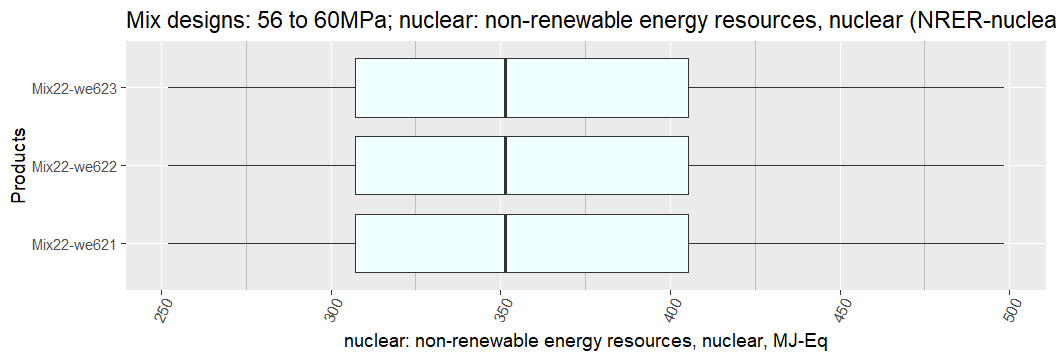 Mix designs: 56 to 60MPa; nuclear: non-renewable energy resources, nuclear (NRER-nuclea
Products
Mix22-we623
Mix22-we622
Mix22-we621
250 300 350 400 450 500
nuclear: non-renewable energy resources, nuclear, MJ-Eq